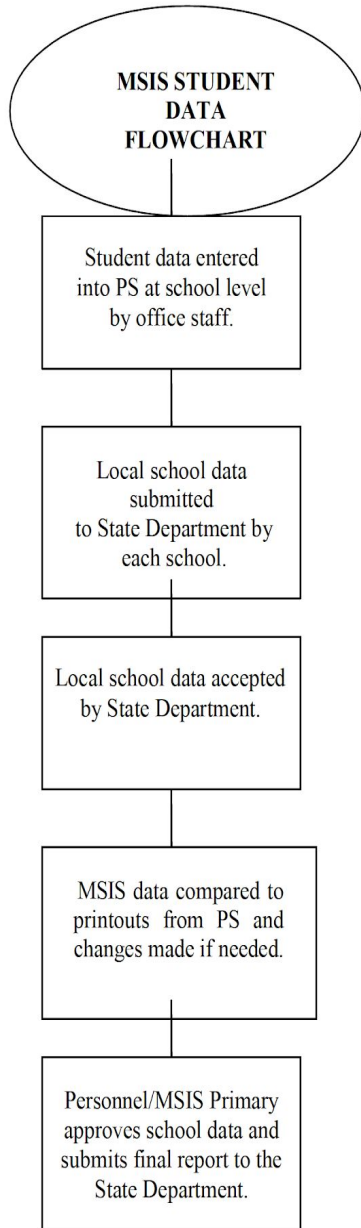 MSIS STUDENT
DATA
FLOWCHART
Student data entered
into PS at school level
by office staff.
Local school data
submitted
to State Department by
each school.
Local school data accepted
by State Department.
MSIS data compared to
printouts from PS and
changes made if needed.
Personnel/MSIS Primary
approves school data and
submits final report to the
State Department.